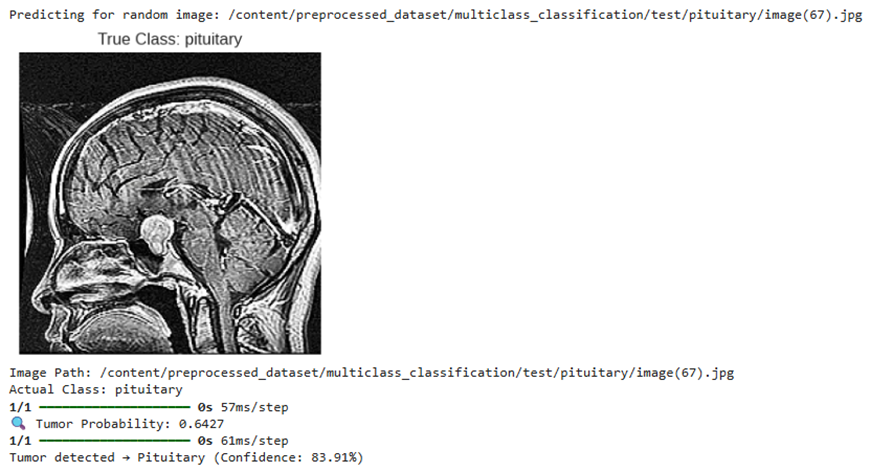 Predicting for random image: /content/preprocessed_dataset/multiclass_classification/test/pituitary/image(67).jpg
True Class: pituitary
Image Path: /content/preprocessed_dataset/multiclass_classification/test/pituitary/image(67).jpg
Actual Class: pituitary
1/1 ━━━━━━━━━━━━━━━━━━━━ 0s 57ms/step
🔍 Tumor Probability: 0.6427
1/1 ━━━━━━━━━━━━━━━━━━━━ 0s 61ms/step
Tumor detected → Pituitary (Confidence: 83.91%)